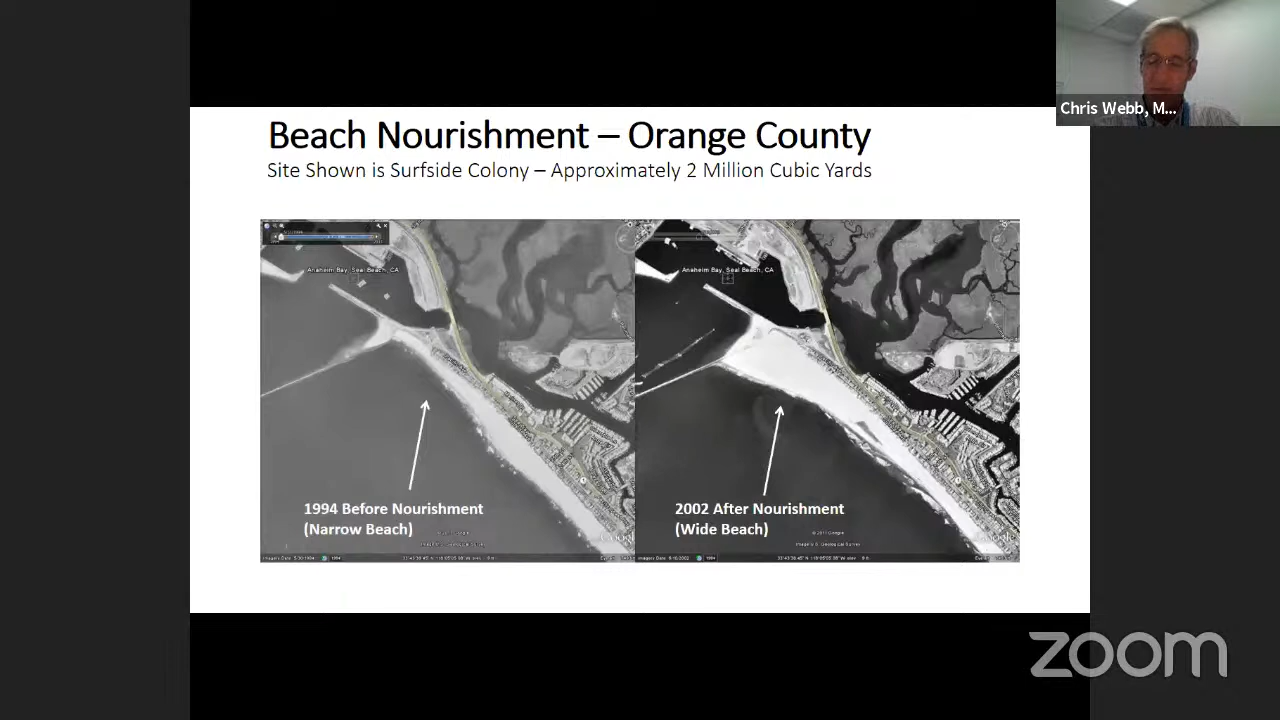 Chris Webb, M...
Beach Nourishment – Orange County
Site Shown is Surfside Colony – Approximately 2 Million Cubic Yards
Anaheim Bay, Seal Beach, CA
Anaheim Bay, Seal Beach, CA
1994 Before Nourishment
(Narrow Beach)
2002 After Nourishment
(Wide Beach)
zoom